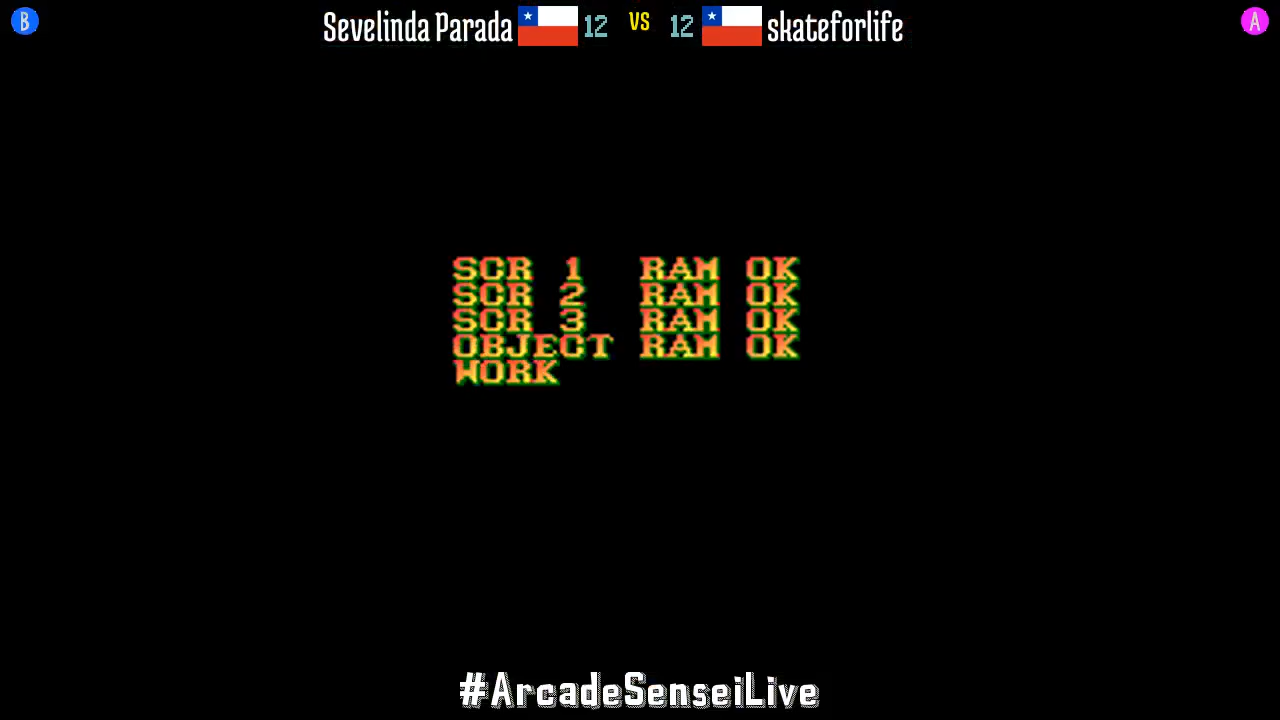 B Sevelinda Parada 12 VS 12 skateforlife A
SCR 1 RAM OK
SCR 2 RAM OK
SCR 3 RAM OK
OBJECT RAM OK
WORK
#ArcadeSenseiLive